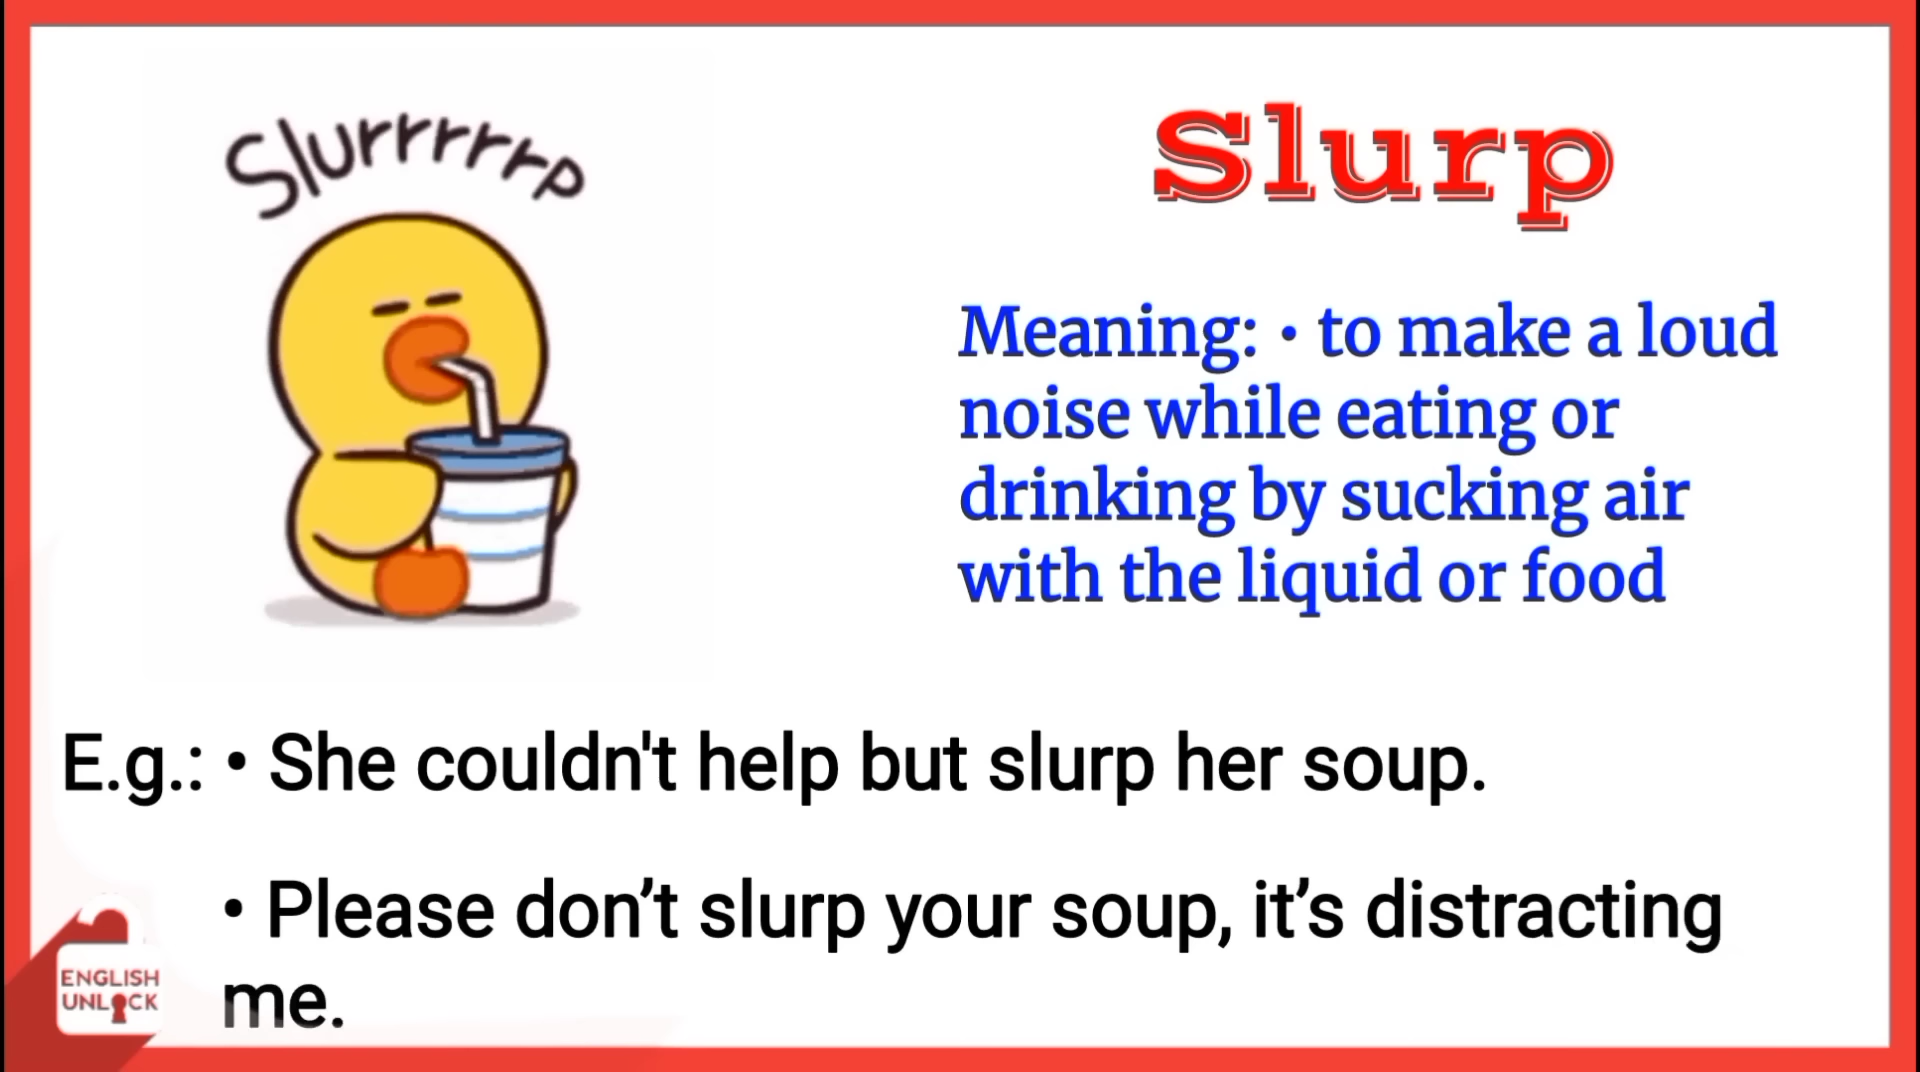 Slurrrrrp
Slurp
Meaning: • to make a loud
noise while eating or
drinking by sucking air
with the liquid or food
E.g.: • She couldn't help but slurp her soup.
• Please don’t slurp your soup, it’s distracting
me.
ENGLISH
UNLOCK